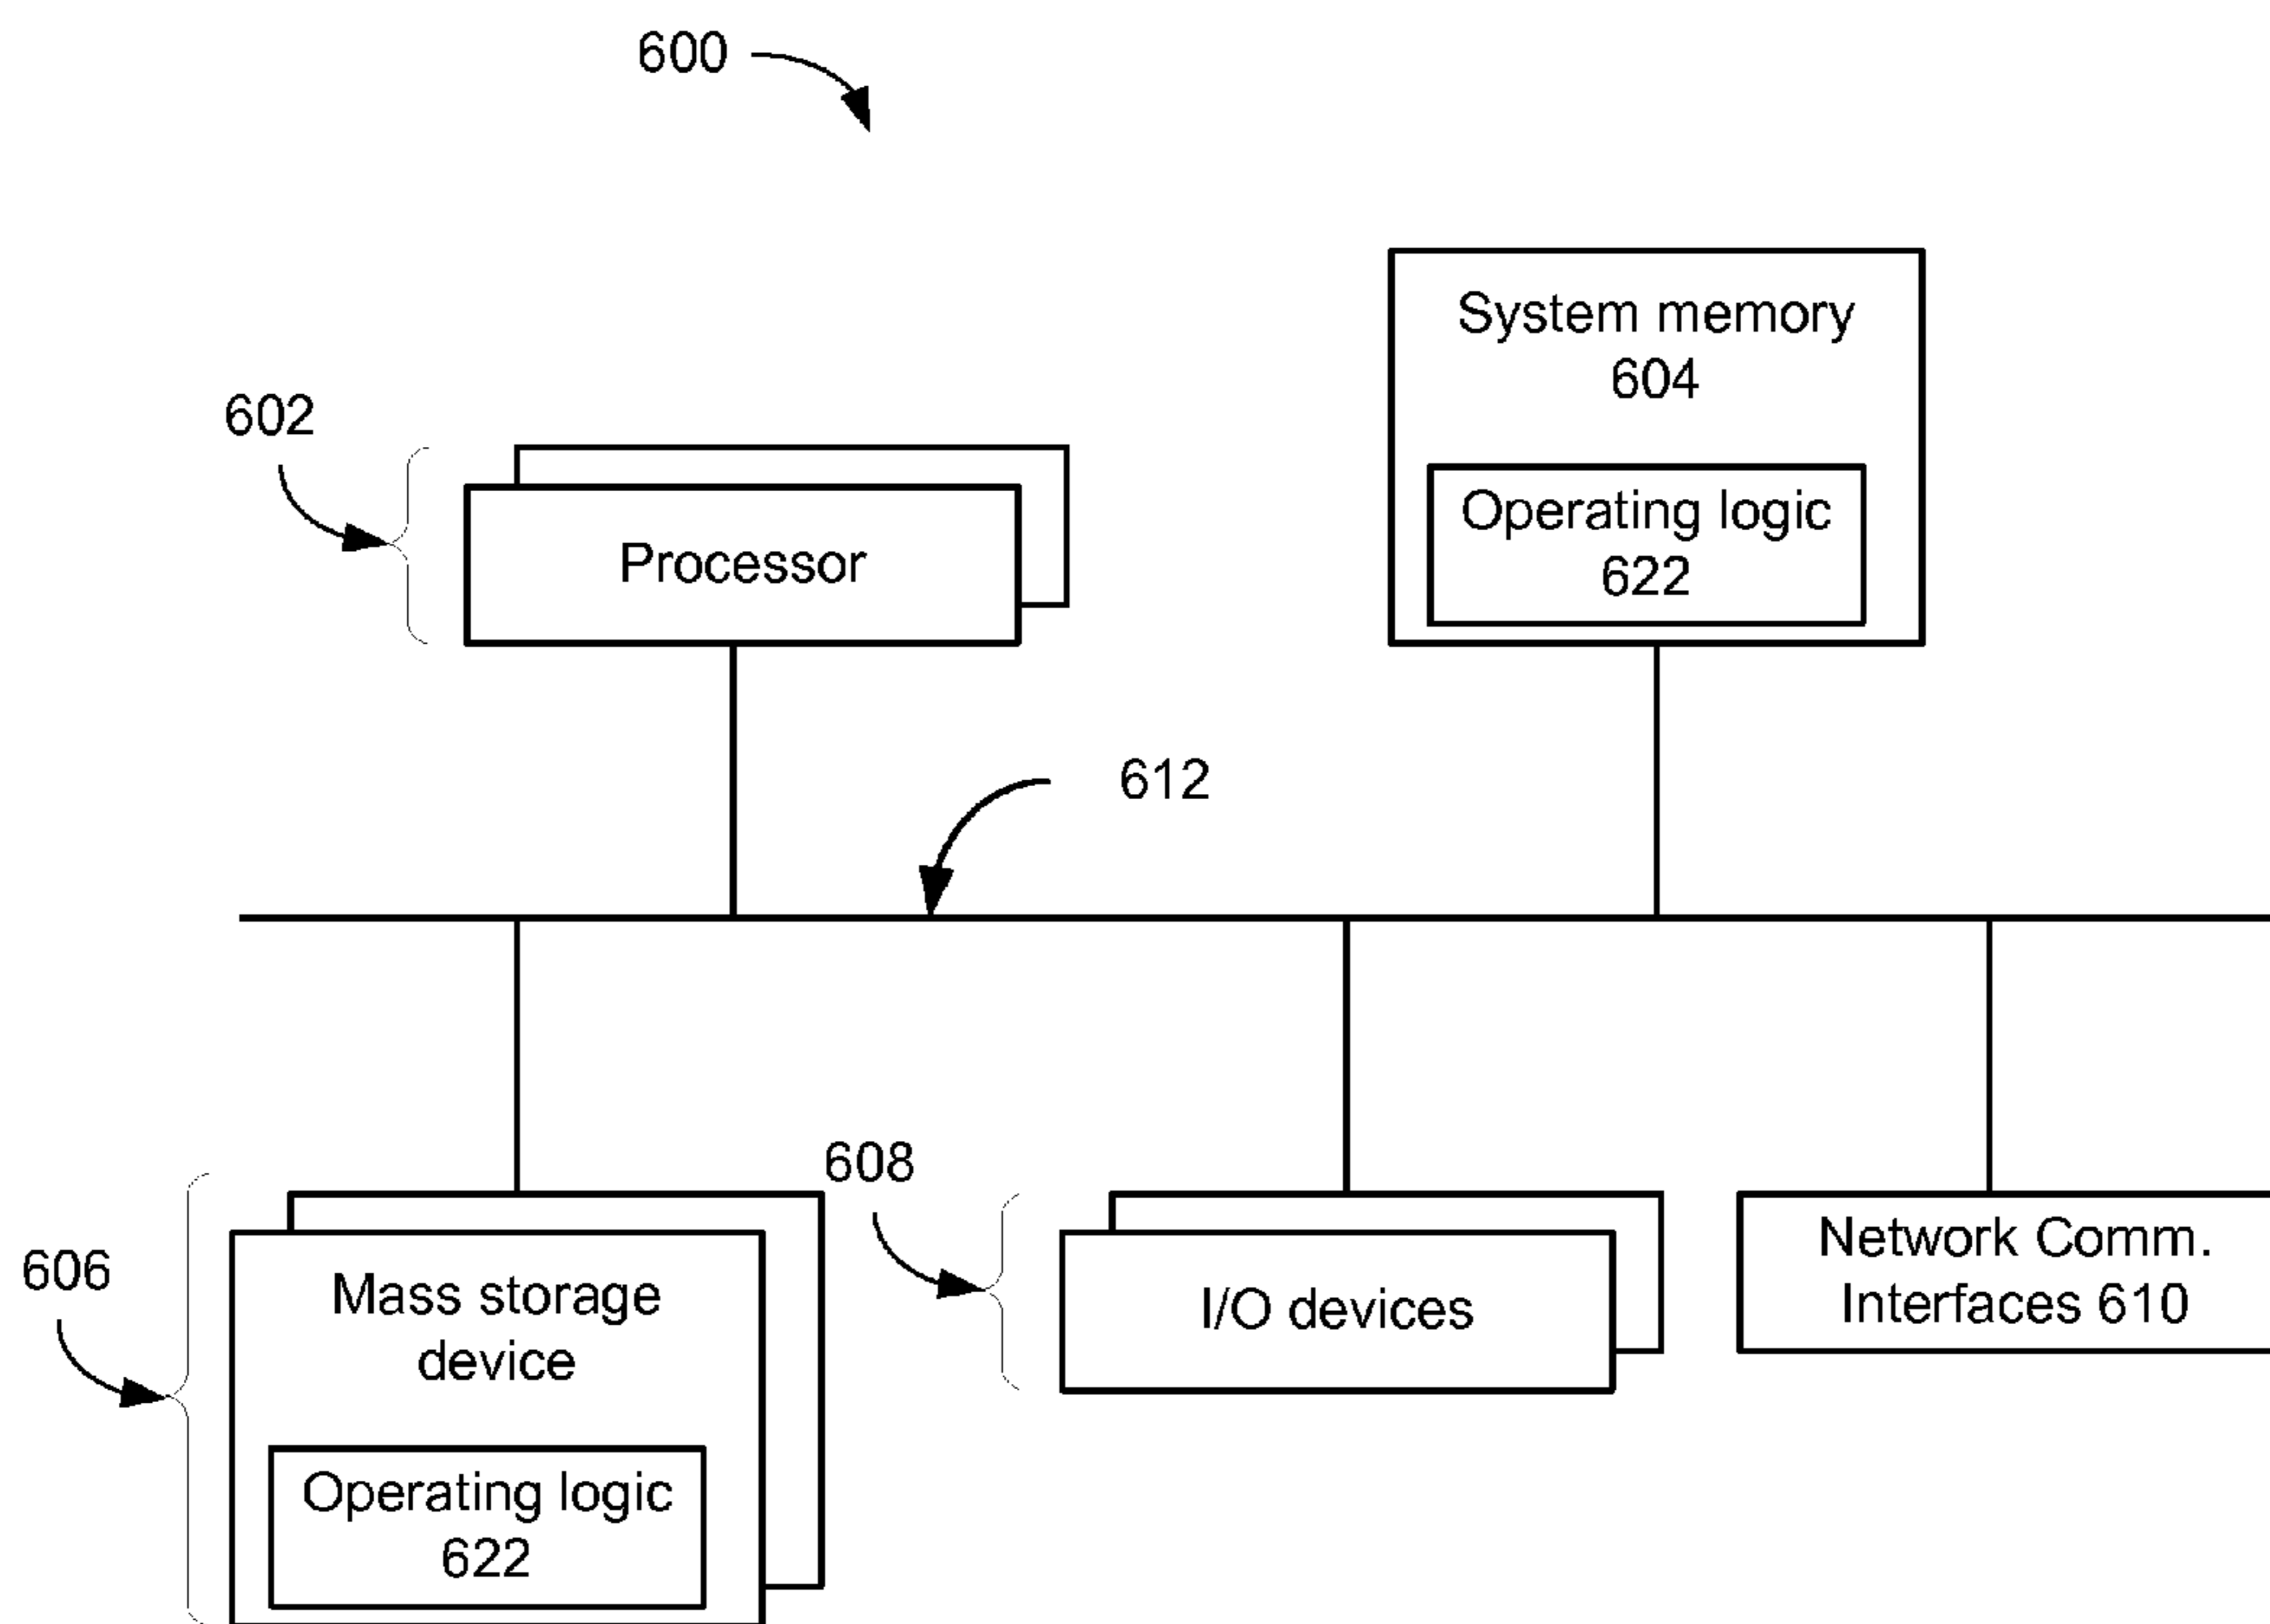 600
System memory
604
602
Operating logic
622
Processor
612
608
606
Mass storage
device
I/O devices
Network Comm.
Interfaces 610
Operating logic
622